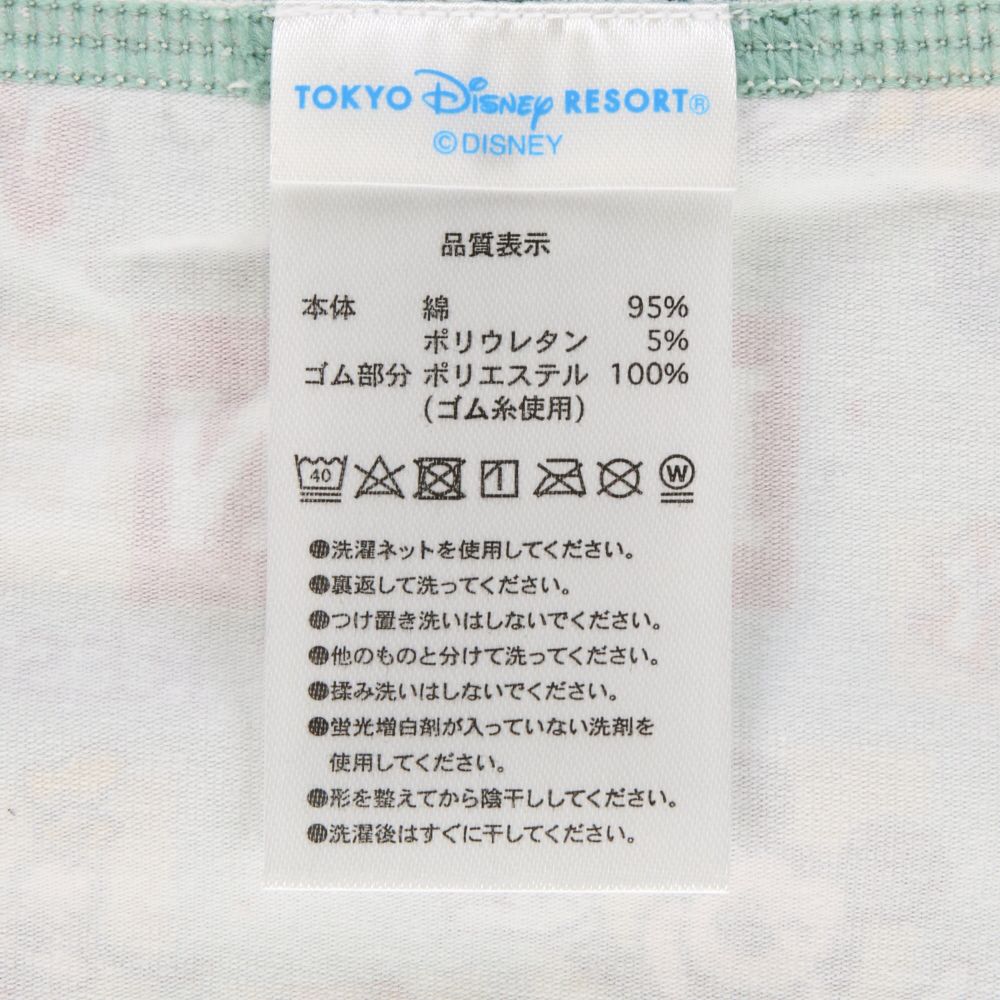 TOKYO Disney RESORT®
©DISNEY
品質表示
本体 綿 95%
ポリウレタン 5%
ゴム部分 ポリエステル 100%
(ゴム糸使用)
40 W
●洗濯ネットを使用してください。
●裏返して洗ってください。
●つけ置き洗いはしないでください。
●他のものと分けて洗ってください。
●揉み洗いはしないでください。
●蛍光増白剤が入っていない洗剤を
使用してください。
●形を整えてから陰干ししてください。
●洗濯後はすぐに干してください。